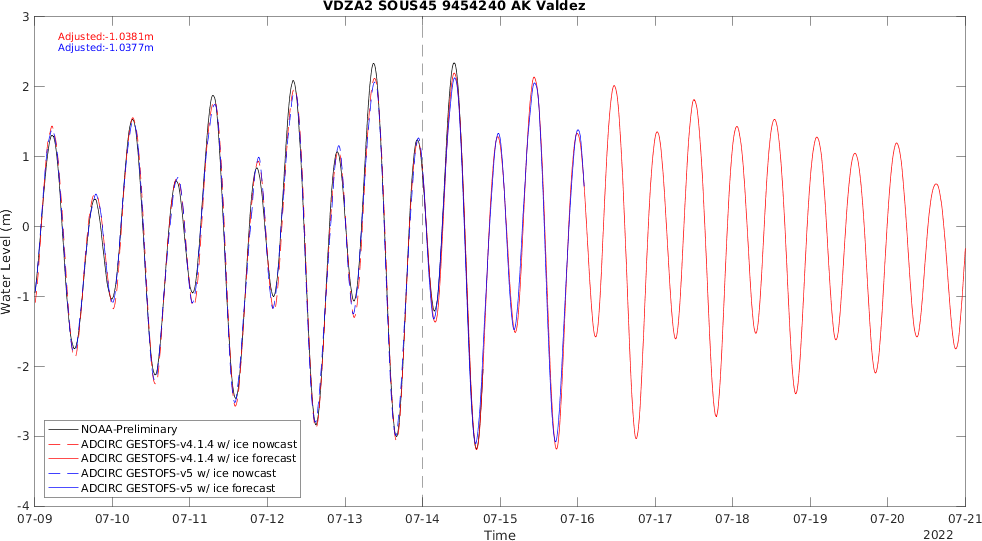 VDZA2 SOUS45 9454240 AK Valdez
Adjusted:-1.0381m
Adjusted:-1.0377m
3
2
1
0
-1
-2
-3
-4
Water Level (m)
NOAA-Preliminary
ADCIRC GESTOFS-v4.1.4 w/ ice nowcast
ADCIRC GESTOFS-v4.1.4 w/ ice forecast
ADCIRC GESTOFS-v5 w/ ice nowcast
ADCIRC GESTOFS-v5 w/ ice forecast
07-09 07-10 07-11 07-12 07-13 07-14 07-15 07-16 07-17 07-18 07-19 07-20 07-21
Time
2022